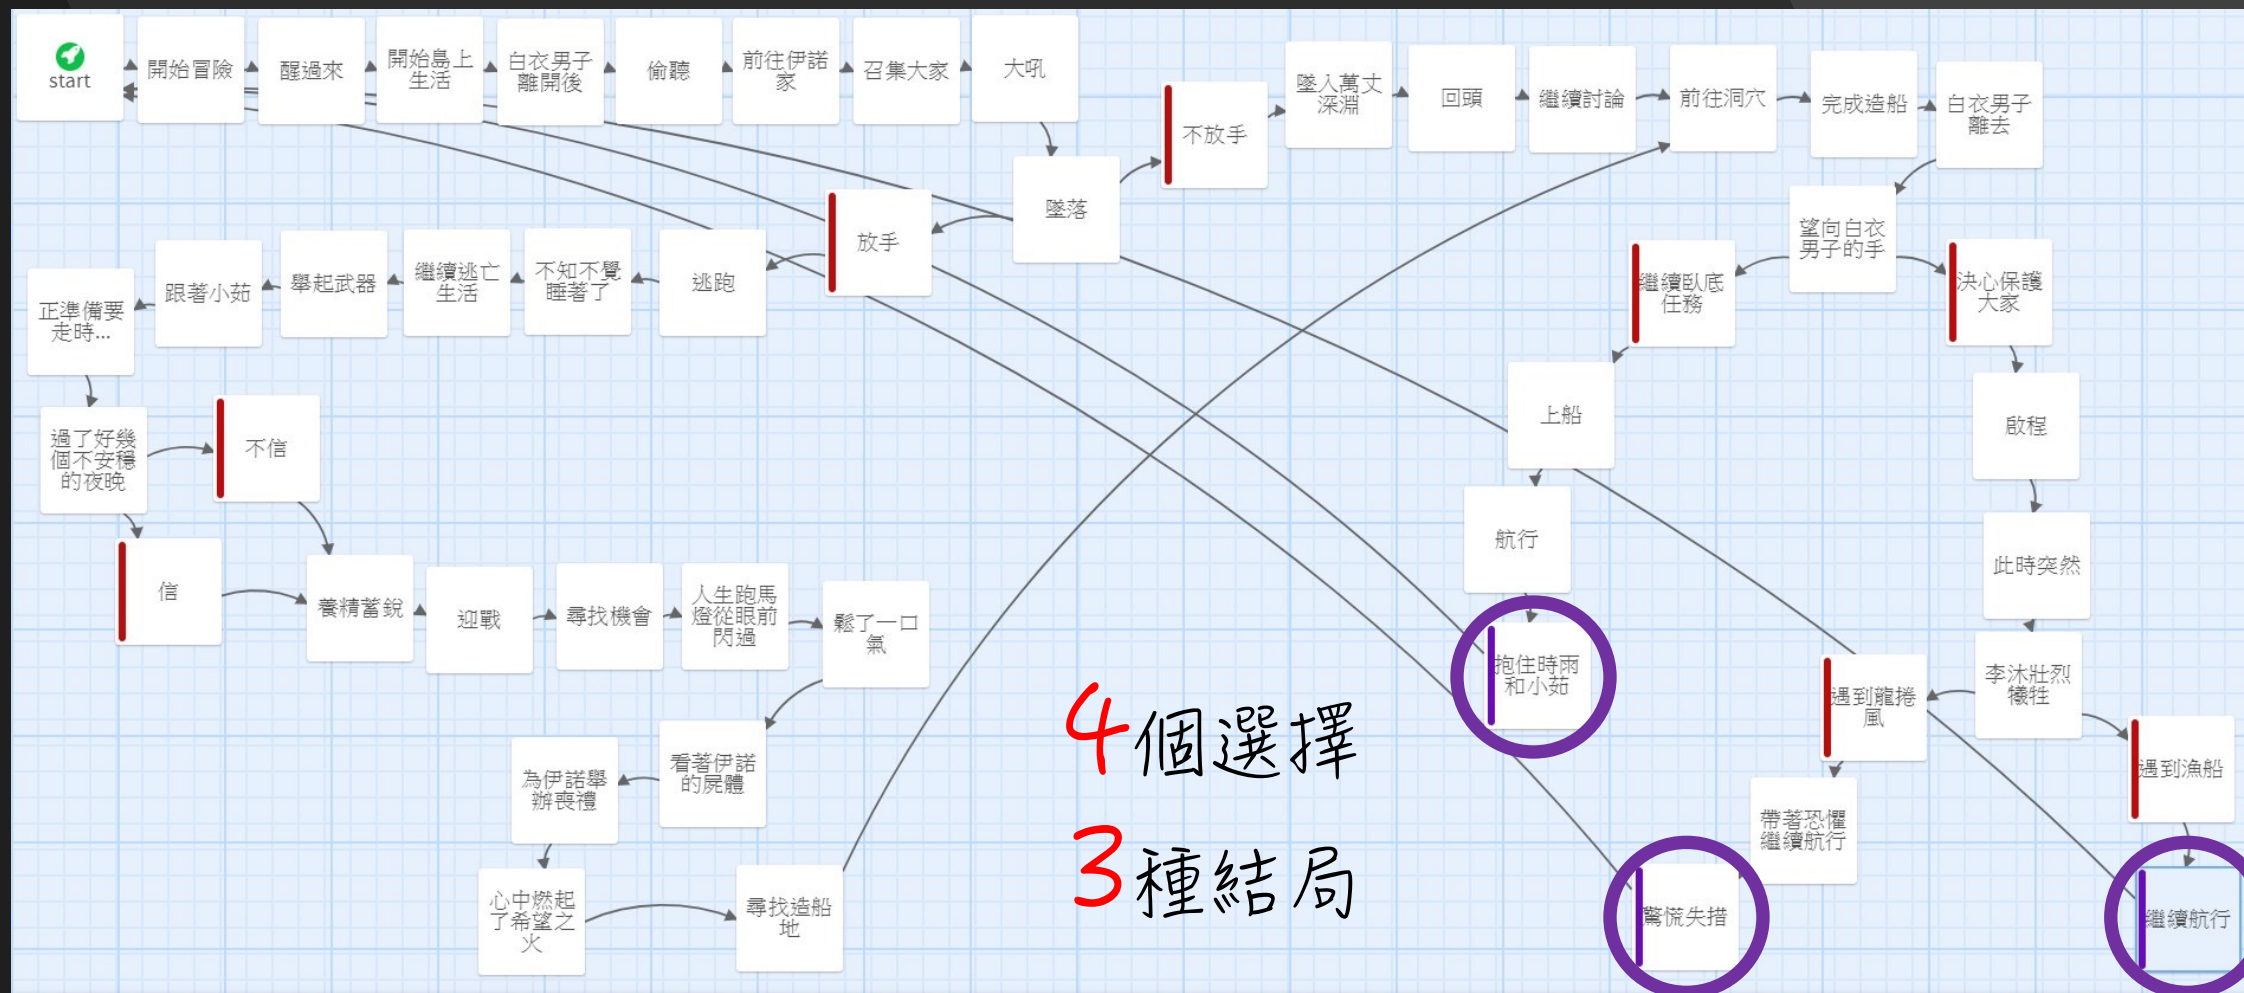 start
開始冒險
醒過來
開始島上
生活
白衣男子
離開後
偷聽
前往伊諾
家
召集大家
大吼
墜落
不放手
墜入萬丈
深淵
回頭
繼續討論
前往洞穴
完成造船
白衣男子
離去
望向白衣
男子的手
繼續臥底
任務
決心保護
大家
放手
逃跑
不知不覺
睡著了
繼續逃亡
生活
舉起武器
跟著小茹
正準備要
走時...
過了好幾
個不安穩
的夜晚
不信
信
養精蓄銳
迎戰
尋找機會
人生跑馬
燈從眼前
閃過
鬆了一口
氣
看著伊諾
的屍體
為伊諾舉
辦喪禮
心中燃起
了希望之
火
尋找造船
地
上船
航行
抱住時雨
和小茹
啟程
此時突然
李沐壯烈
犧牲
遇到龍捲
風
遇到漁船
帶著恐懼
繼續航行
驚慌失措
繼續航行
4個選擇
3種結局